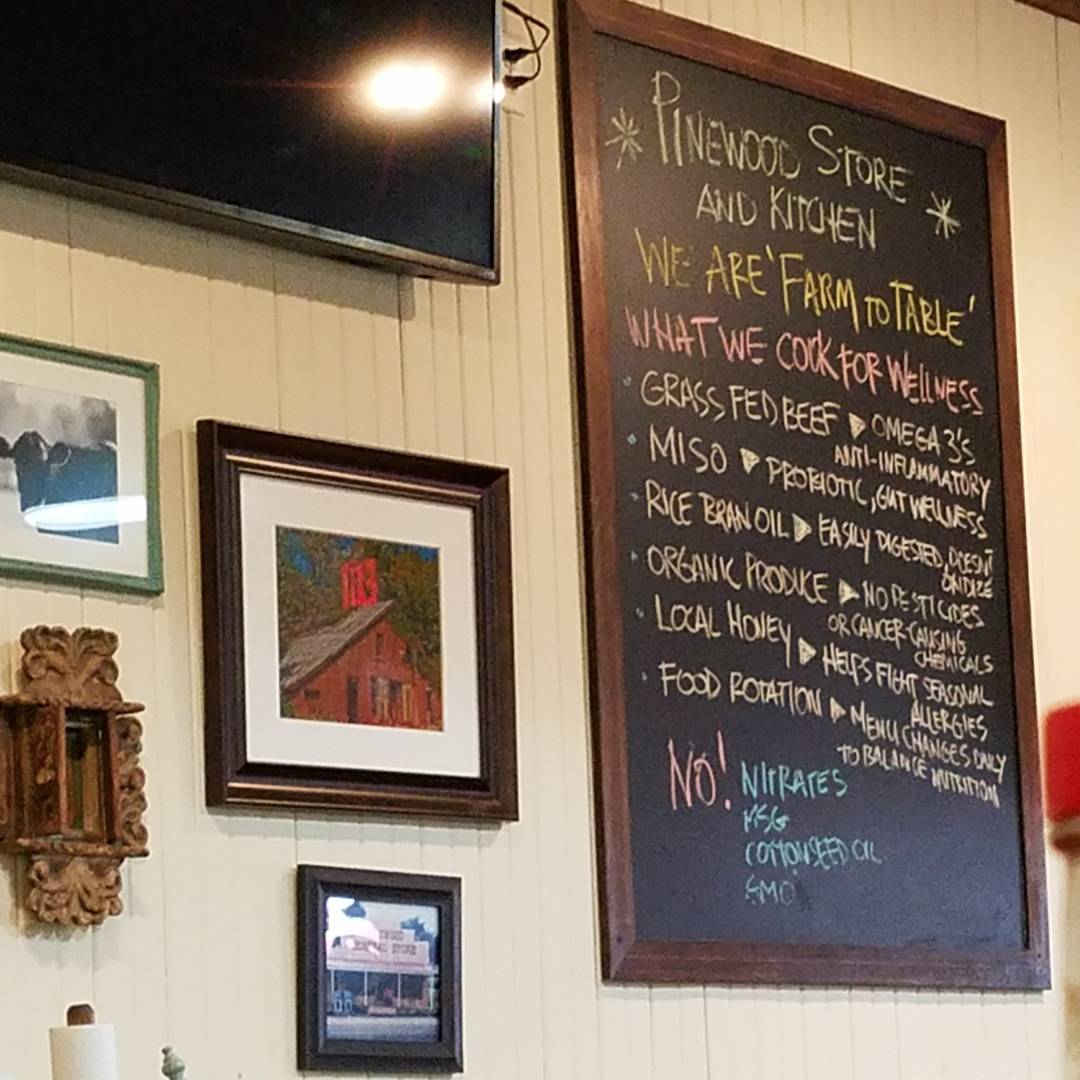 PINEWOOD STORE
AND KITCHEN
WE ARE 'FARM TO TABLE'
WHAT WE COOK FOR WELLNESS
GRASS FED BEEF ▶ OMEGA 3'S
ANTI-INFLAMMATORY
MISO ▶ PROBIOTIC, GUT WELLNESS
RICE BRAN OIL ▶ EASILY DIGESTED, DOESN'T
OXIDIZE
ORGANIC PRODUCE ▶ NO PESTICIDES
OR CANCER-CAUSING
CHEMICALS
LOCAL HONEY ▶ HELPS FIGHT SEASONAL
ALLERGIES
FOOD ROTATION ▶ MENU CHANGES DAILY
TO BALANCE NUTRITION
NO! NITRATES
MSG
COTTONSEED OIL
GMO
STORE